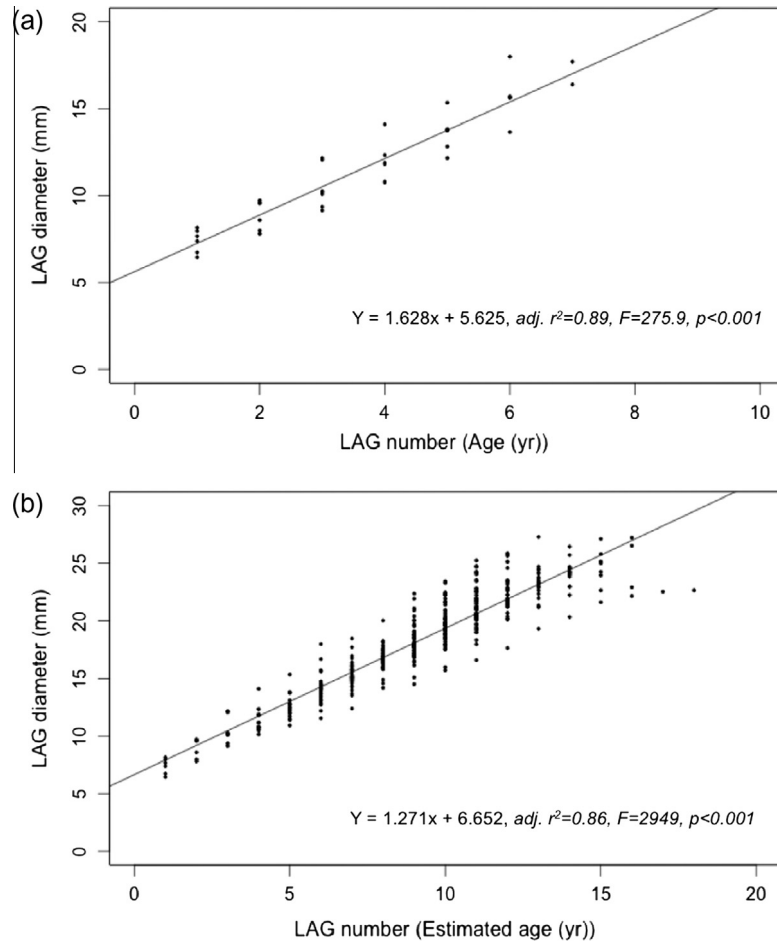 (a)
20
15
10
5
0
LAG diameter (mm)
Y = 1.628x + 5.625, adj. r²=0.89, F=275.9, p<0.001
0 2 4 6 8 10
LAG number (Age (yr))
(b)
30
25
20
15
10
5
0
LAG diameter (mm)
Y = 1.271x + 6.652, adj. r²=0.86, F=2949, p<0.001
0 5 10 15 20
LAG number (Estimated age (yr))